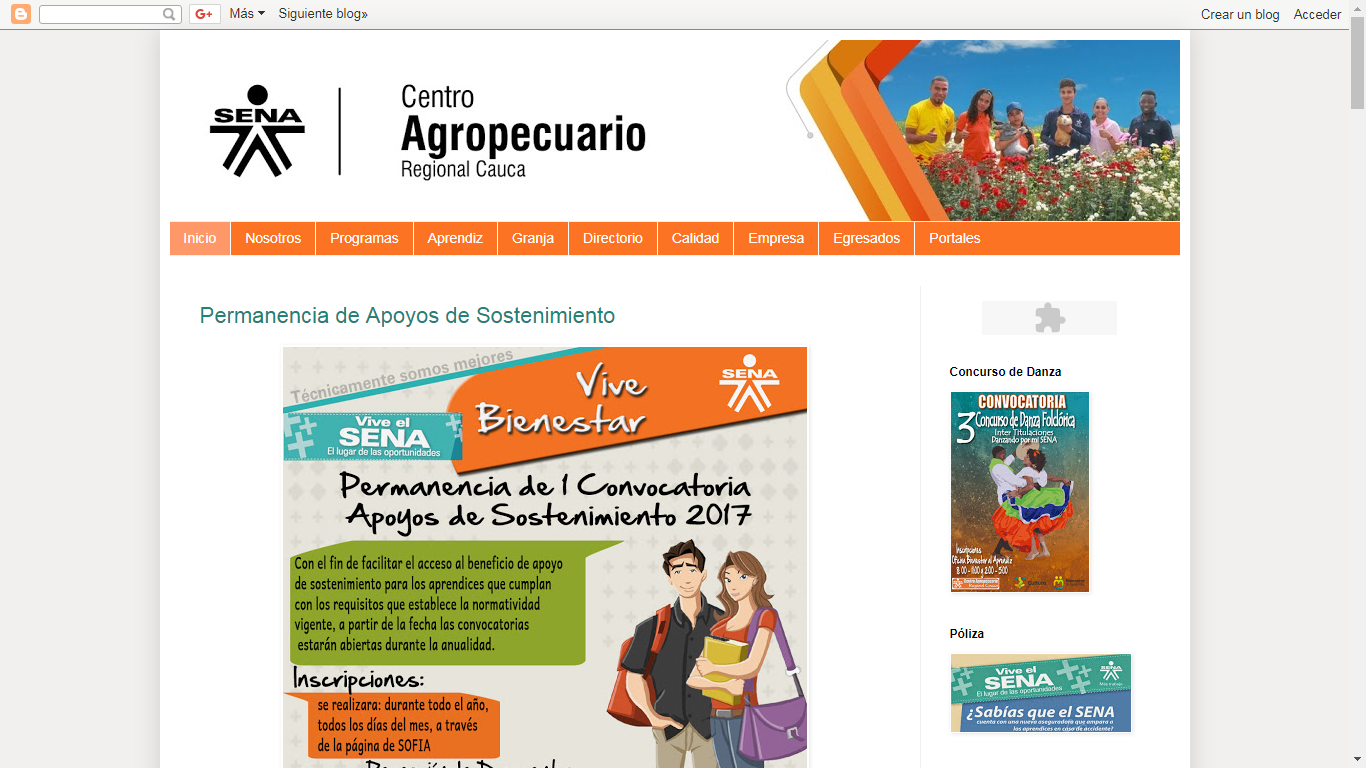 Más
Siguiente blog»
Crear un blog
Acceder
SENA
Centro
Agropecuario
Regional Cauca
Inicio
Nosotros
Programas
Aprendiz
Granja
Directorio
Calidad
Empresa
Egresados
Portales
Permanencia de Apoyos de Sostenimiento
Técnicamente somos mejores
Vive
Bienestar
SENA
Vive el
SENA
El lugar de las oportunidades
Permanencia de I Convocatoria
Apoyos de Sostenimiento 2017
Con el fin de facilitar el acceso al beneficio de apoyo
de sostenimiento para los aprendices que cumplan
con los requisitos que establece la normatividad
vigente, a partir de la fecha las convocatorias
estarán abiertas durante la anualidad.
Inscripciones:
se realizara: durante todo el año,
todos los días del mes, a través
de la página de SOFIA
Concurso de Danza
CONVOCATORIA
3 Concurso de Danza Folclórica
Inter Titulaciones
Danzando por mi SENA
Inscripciones
Oficina Bienestar al Aprendiz
8:00 - 11:00 y 2:00 - 5:00
Centro Agropecuario
Regional Cauca
Cultura
Póliza
Vive el
SENA
El lugar de las oportunidades
SENA
¿Sabías que el SENA
cuenta con una nueva aseguradora que ampara a
los aprendices en caso de accidente?